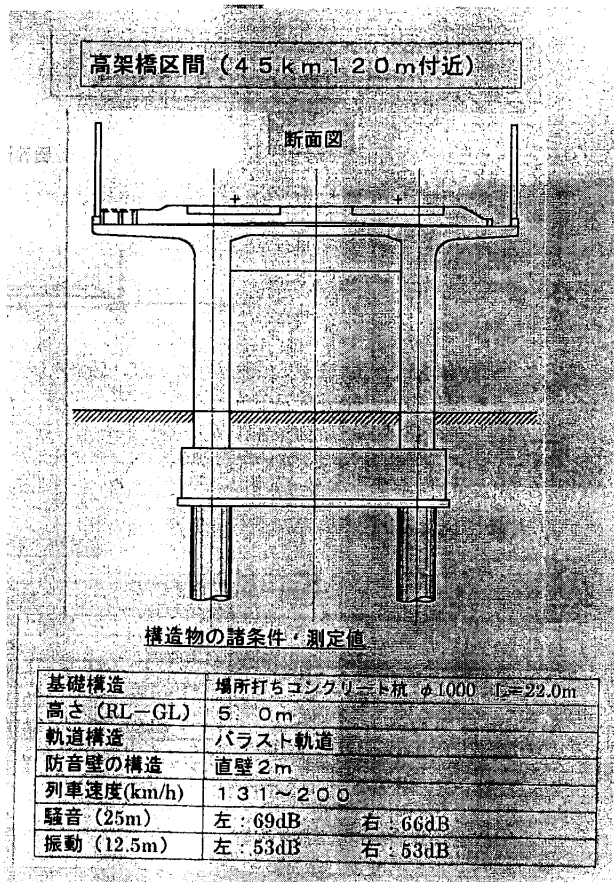 高架橋区間(45km120m付近)
断面図
構造物の諸条件・測定値
基礎構造 場所打ちコンクリート杭 φ1000 L=22.0m
高さ(RL-GL) 5.0m
軌道構造 バラスト軌道
防音壁の構造 直壁2m
列車速度(km/h) 131~200
騒音(25m) 左:69dB 右:66dB
振動(12.5m) 左:53dB 右:53dB